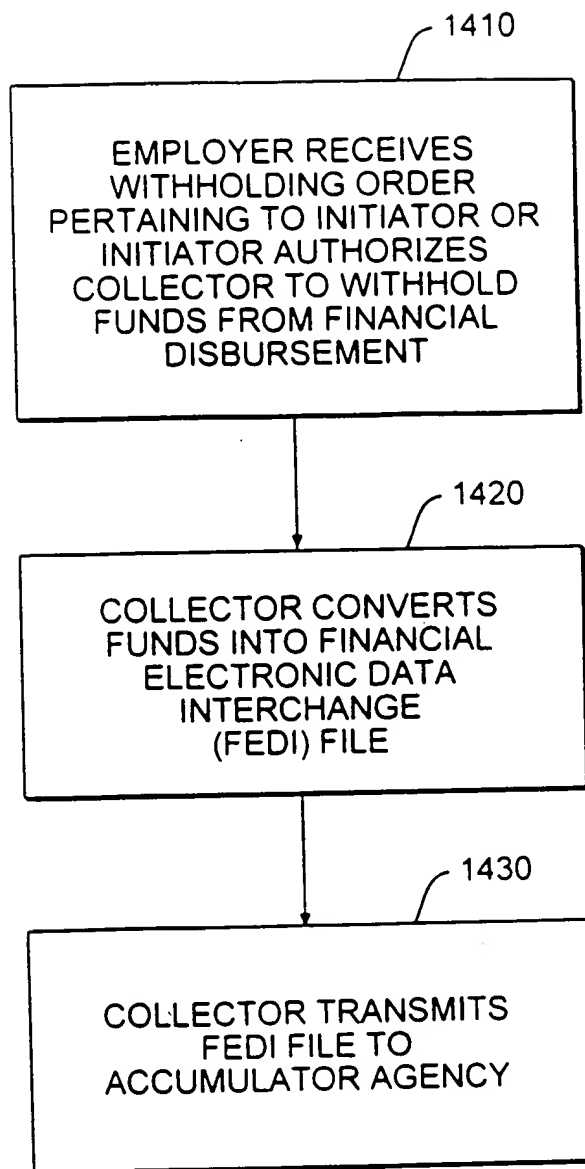 1410
EMPLOYER RECEIVES
WITHHOLDING ORDER
PERTAINING TO INITIATOR OR
INITIATOR AUTHORIZES
COLLECTOR TO WITHHOLD
FUNDS FROM FINANCIAL
DISBURSEMENT
1420
COLLECTOR CONVERTS
FUNDS INTO FINANCIAL
ELECTRONIC DATA
INTERCHANGE
(FEDI) FILE
1430
COLLECTOR TRANSMITS
FEDI FILE TO
ACCUMULATOR AGENCY